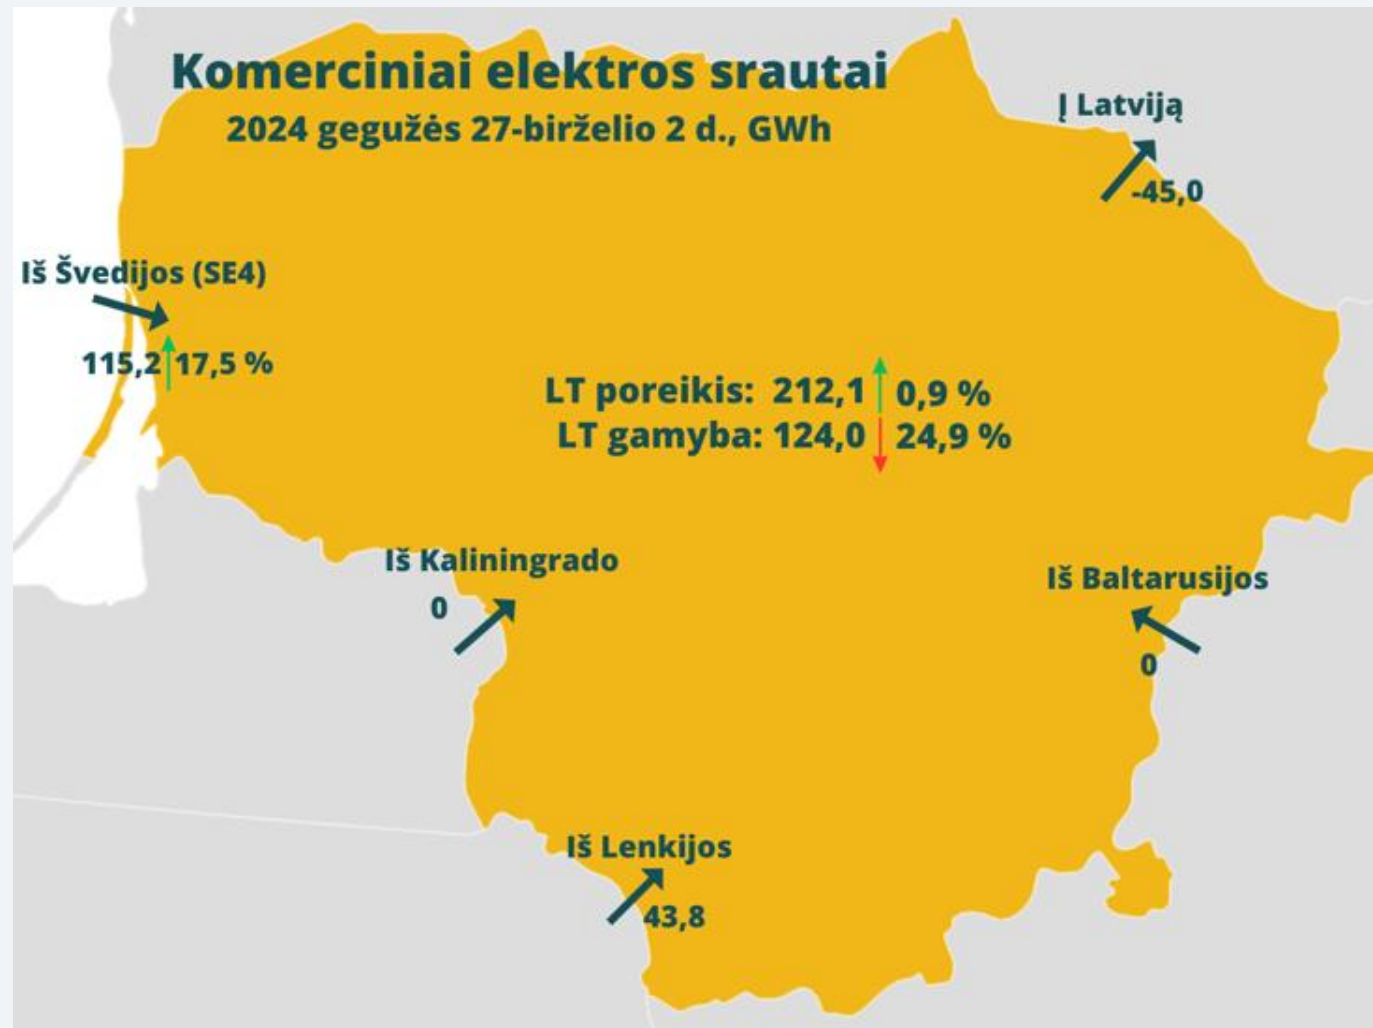 Komerciniai elektros srautai
2024 gegužės 27-birželio 2 d., GWh
Į Latviją
-45,0
Iš Švedijos (SE4)
115,2 17,5 %
LT poreikis: 212,1 0,9 %
LT gamyba: 124,0 24,9 %
Iš Kaliningrado
0
Iš Baltarusijos
0
Iš Lenkijos
43,8